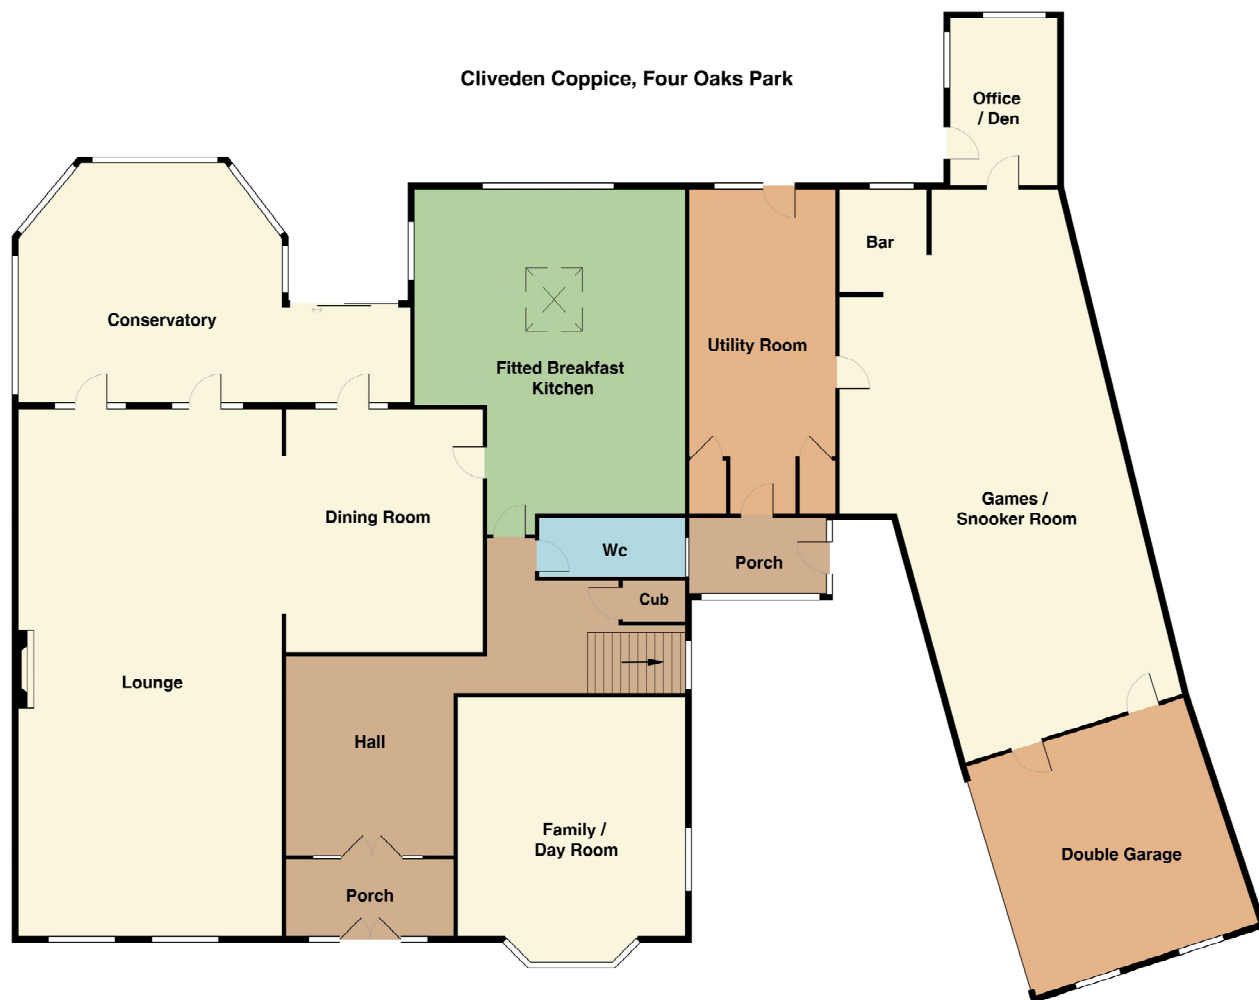 Cliveden Coppice, Four Oaks Park
Office
/ Den
Bar
Conservatory
Utility Room
Fitted Breakfast
Kitchen
Games /
Snooker Room
Dining Room
Wc
Porch
Cub
Lounge
Hall
Family /
Day Room
Double Garage
Porch